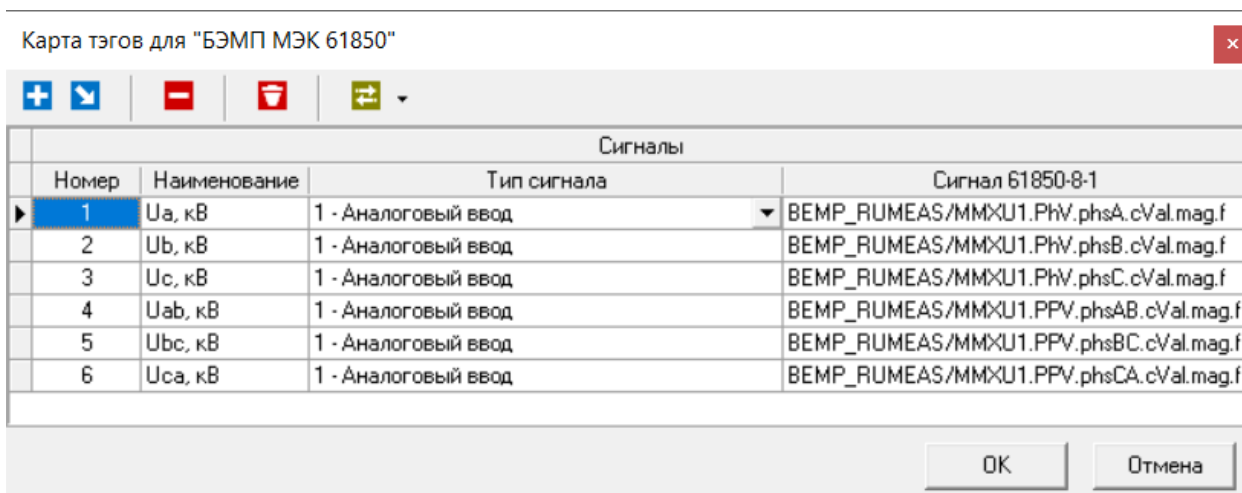 Карта тэгов для "БЭМП МЭК 61850"
Сигналы
Номер Наименование Тип сигнала Сигнал 61850-8-1
1 Ua, кВ 1 - Аналоговый ввод BEMP_RUMEAS/MMXU1.PhV.phsA.cVal.mag.f
2 Ub, кВ 1 - Аналоговый ввод BEMP_RUMEAS/MMXU1.PhV.phsB.cVal.mag.f
3 Uc, кВ 1 - Аналоговый ввод BEMP_RUMEAS/MMXU1.PhV.phsC.cVal.mag.f
4 Uab, кВ 1 - Аналоговый ввод BEMP_RUMEAS/MMXU1.PPV.phsAB.cVal.mag.f
5 Ubc, кВ 1 - Аналоговый ввод BEMP_RUMEAS/MMXU1.PPV.phsBC.cVal.mag.f
6 Uca, кВ 1 - Аналоговый ввод BEMP_RUMEAS/MMXU1.PPV.phsCA.cVal.mag.f
OK Отмена